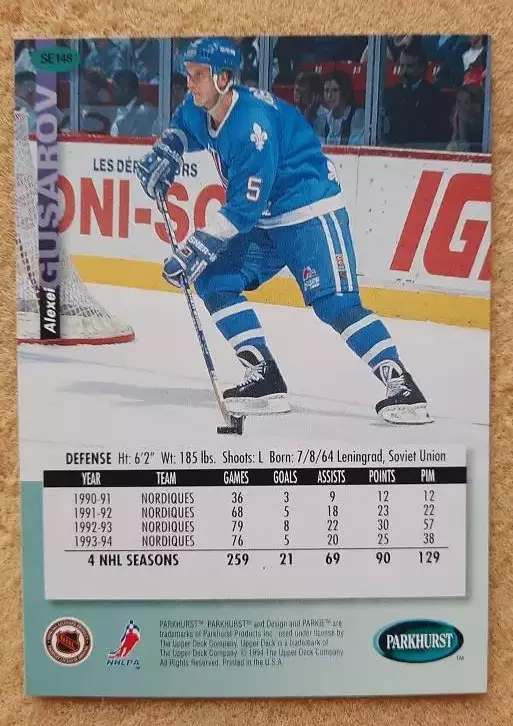 SE148
Alexei GUSAROV
LES DÉF
ONI-SO
IGA
5
5
DEFENSE Ht: 6'2" Wt: 185 lbs. Shoots: L Born: 7/8/64 Leningrad, Soviet Union
YEAR TEAM GAMES GOALS ASSISTS POINTS PIM
1990-91 NORDIQUES 36 3 9 12 12
1991-92 NORDIQUES 68 5 18 23 22
1992-93 NORDIQUES 79 8 22 30 57
1993-94 NORDIQUES 76 5 20 25 38
4 NHL SEASONS 259 21 69 90 129
PARKHURST™, PARKHURST™ and Design and PARKIE™ are
trademarks of Parkhurst Products Inc. used under license by
The Upper Deck Company. Upper Deck is a trademark of
The Upper Deck Company. © 1994 The Upper Deck Company.
All Rights Reserved. Printed in the U.S.A.
NHLPA
PARKHURST™